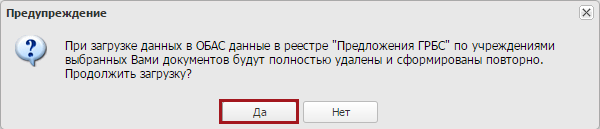 Предупреждение
При загрузке данных в ОБАС данные в реестре "Предложения ГРБС" по учреждениями
выбранных Вами документов будут полностью удалены и сформированы повторно.
Продолжить загрузку?
Да
Нет